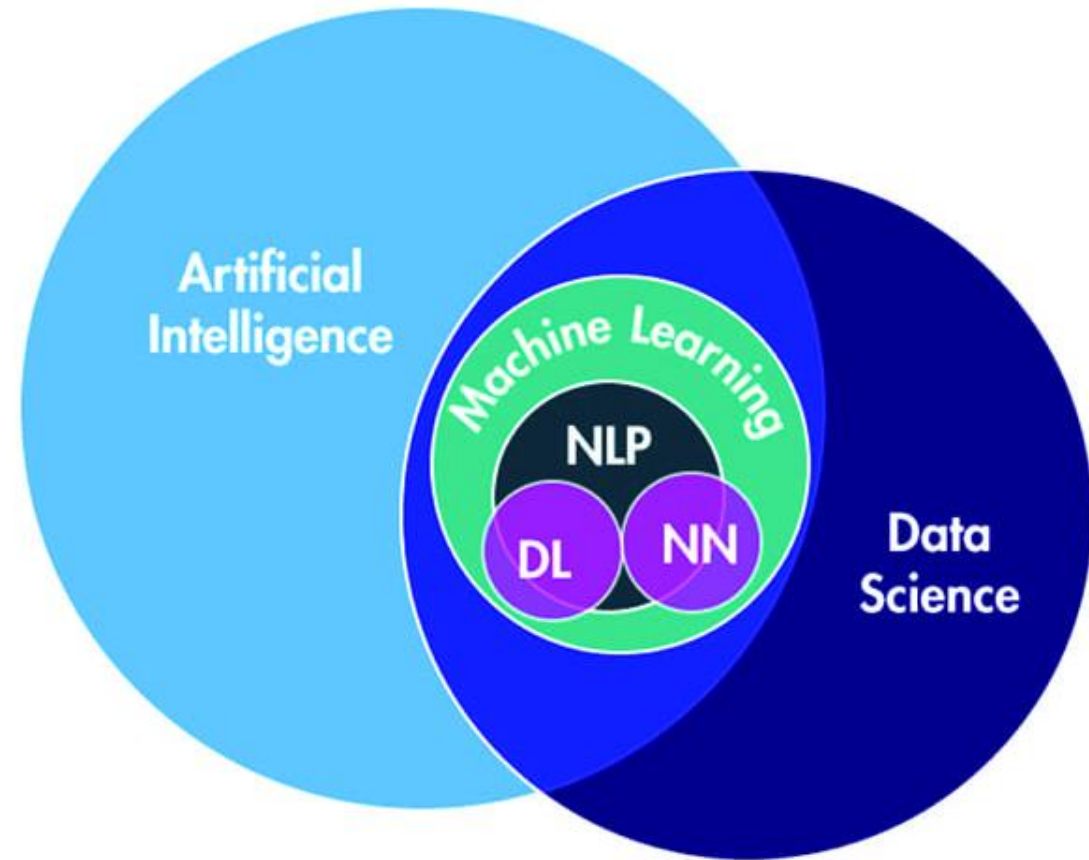 Artificial
Intelligence
Machine Learning
NLP
DL
NN
Data
Science